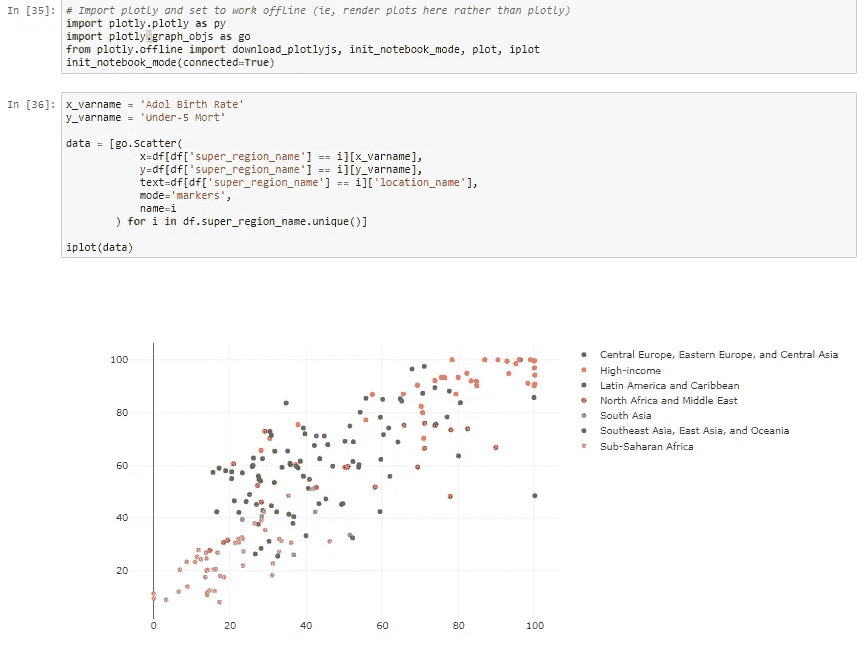 In [35]: # Import plotly and set to work offline (ie, render plots here rather than plotly)
import plotly.plotly as py
import plotly.graph_objs as go
from plotly.offline import download_plotlyjs, init_notebook_mode, plot, iplot
init_notebook_mode(connected=True)
In [36]: x_varname = 'Adol Birth Rate'
y_varname = 'Under-5 Mort'
data = [go.Scatter(
x=df[df['super_region_name'] == i][x_varname],
y=df[df['super_region_name'] == i][y_varname],
text=df[df['super_region_name'] == i]['location_name'],
mode='markers',
name=i
) for i in df.super_region_name.unique()]
iplot(data)
100
80
60
40
20
0 20 40 60 80 100
Central Europe, Eastern Europe, and Central Asia
High-income
Latin America and Caribbean
North Africa and Middle East
South Asia
Southeast Asia, East Asia, and Oceania
Sub-Saharan Africa